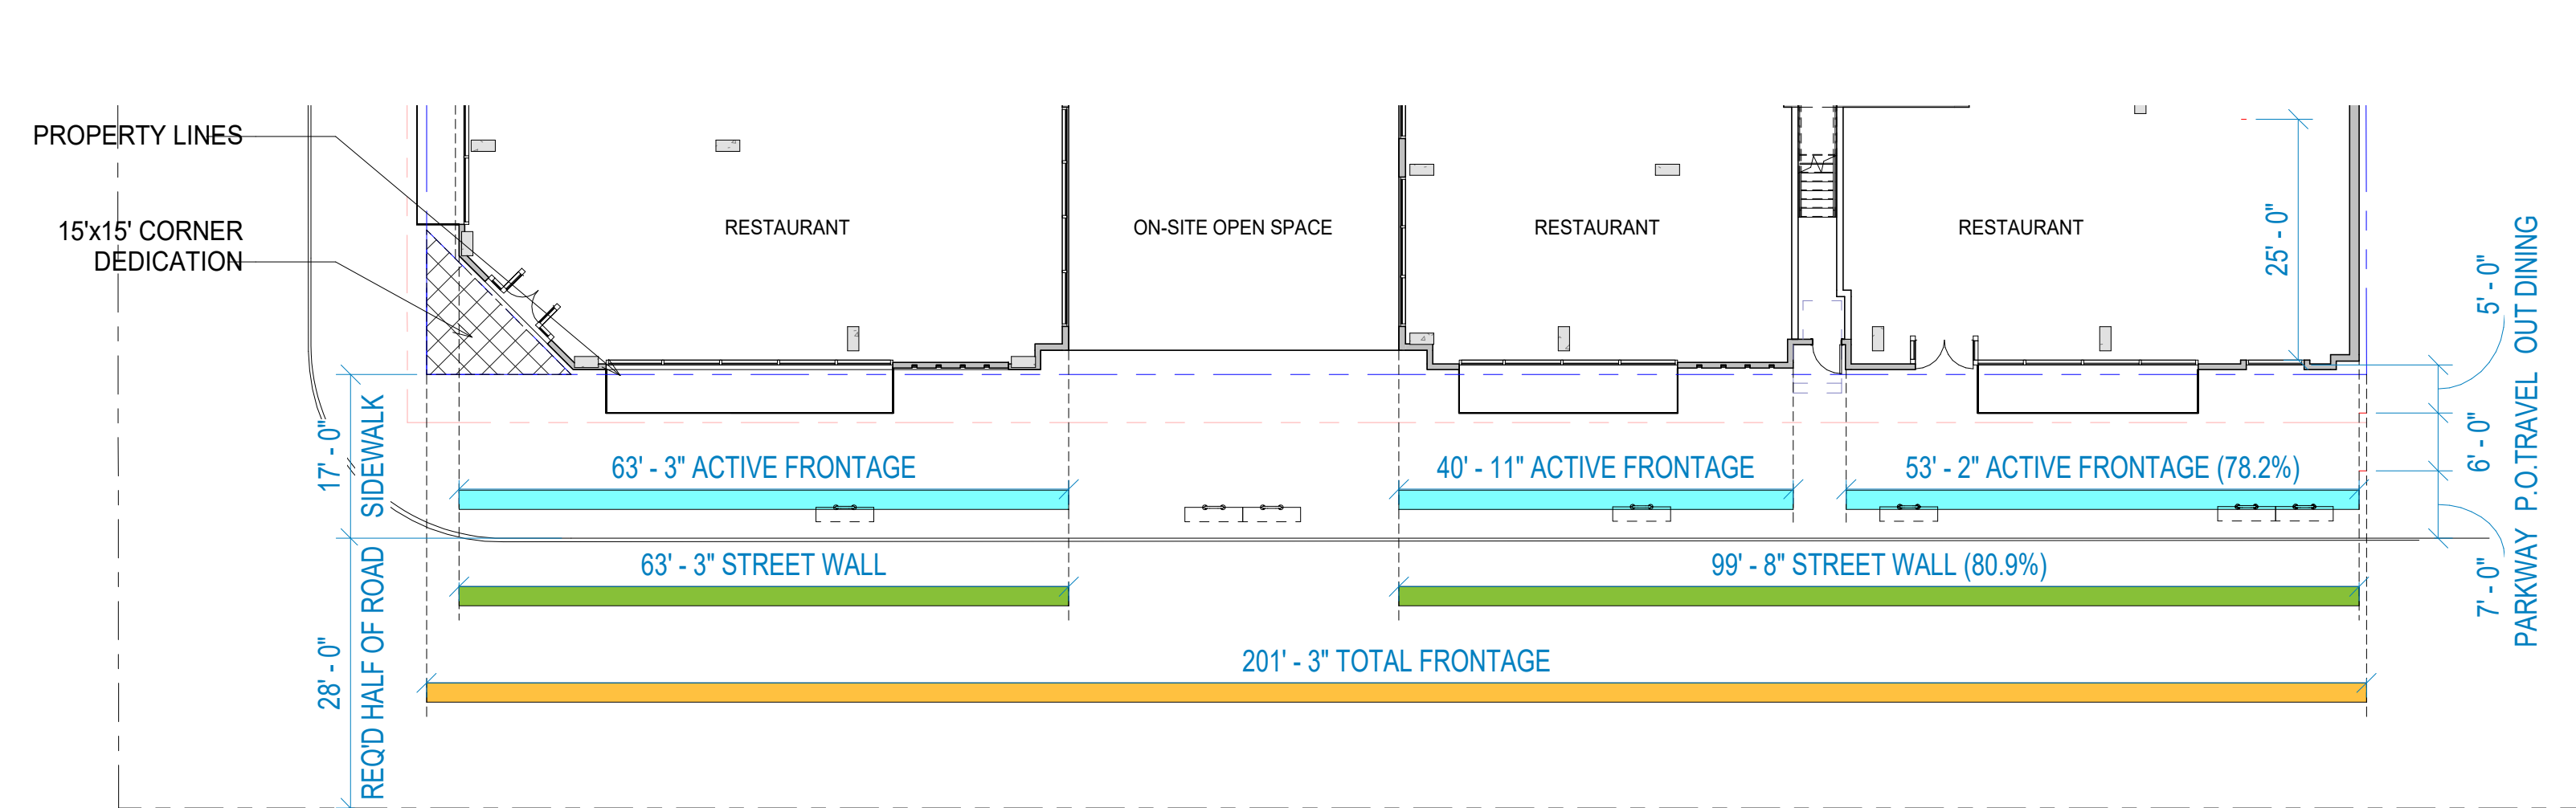 PROPERTY LINES
15'x15' CORNER
DEDICATION
RESTAURANT
ON-SITE OPEN SPACE
RESTAURANT
RESTAURANT
25' - 0"
5' - 0"
OUT DINING
17' - 0"
SIDEWALK
6' - 0"
P.O.TRAVEL
63' - 3" ACTIVE FRONTAGE
40' - 11" ACTIVE FRONTAGE
53' - 2" ACTIVE FRONTAGE (78.2%)
7' - 0"
PARKWAY
63' - 3" STREET WALL
99' - 8" STREET WALL (80.9%)
28' - 0"
REQ'D HALF OF ROAD
201' - 3" TOTAL FRONTAGE